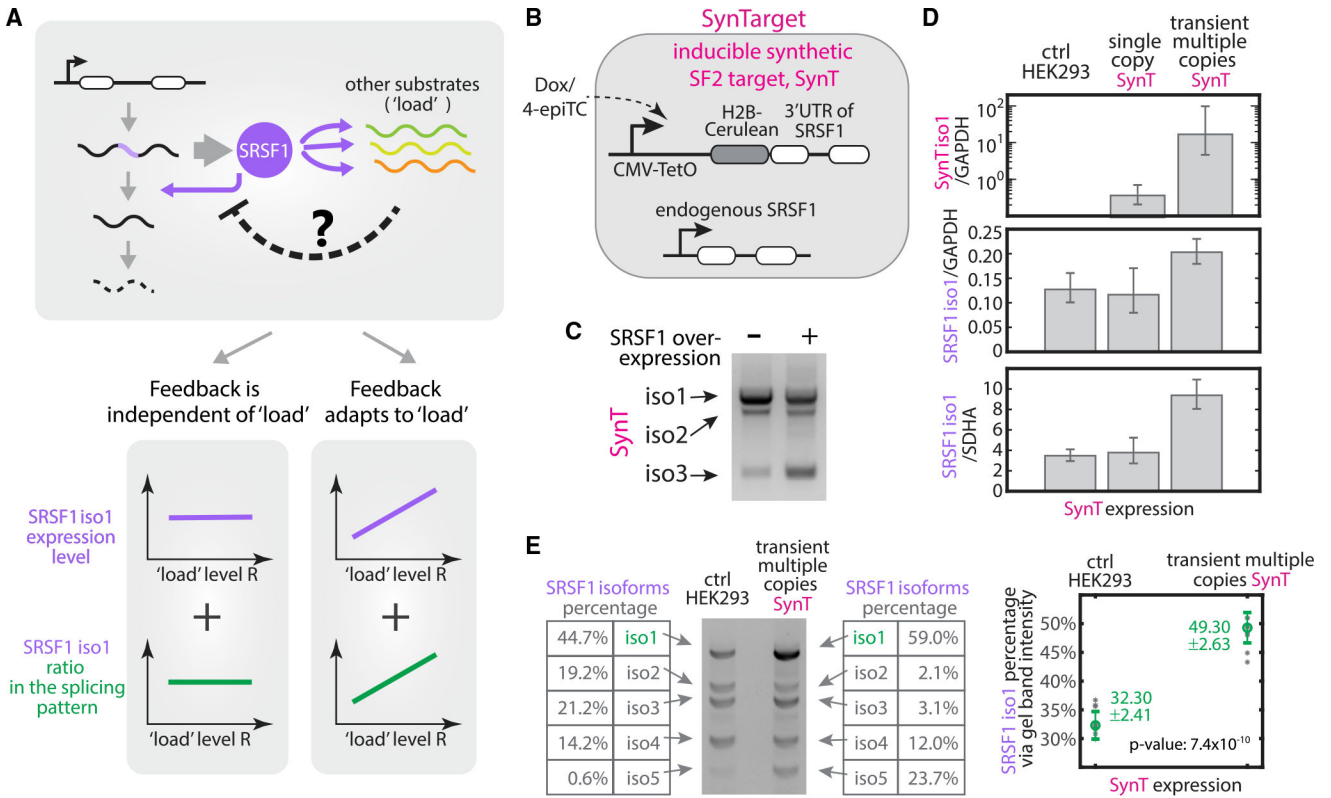 A
other substrates
('load' )
SRSF1
?
Feedback is
independent of 'load'
Feedback
adapts to 'load'
SRSF1 iso1
expression
level
'load' level R
'load' level R
+
+
SRSF1 iso1
ratio
in the splicing
pattern
'load' level R
'load' level R
B
SynTarget
inducible synthetic
SF2 target, SynT
Dox/
4-epiTC
H2B-
Cerulean
3'UTR of
SRSF1
CMV-TetO
endogenous SRSF1
C
SRSF1 over-
expression
-
+
SynT
iso1
iso2
iso3
D
ctrl
HEK293
single
copy
SynT
transient
multiple
copies
SynT
SynT iso1
/GAPDH
10²
10¹
10⁰
SRSF1 iso1/GAPDH
0.25
0.20
0.15
0.10
0.05
0
SRSF1 iso1
/SDHA
10
8
6
4
2
0
SynT expression
E
SRSF1 isoforms
percentage
ctrl
HEK293
transient
multiple
copies
SynT
SRSF1 isoforms
percentage
44.7% iso1
19.2% iso2
21.2% iso3
14.2% iso4
0.6% iso5
iso1 59.0%
iso2 2.1%
iso3 3.1%
iso4 12.0%
iso5 23.7%
ctrl
HEK293
transient multiple
copies SynT
SRSF1 iso1 percentage
via gel band intensity
50%
45%
35%
30%
49.30
±2.63
32.30
±2.41
p-value: 7.4x10⁻¹⁰
SynT expression